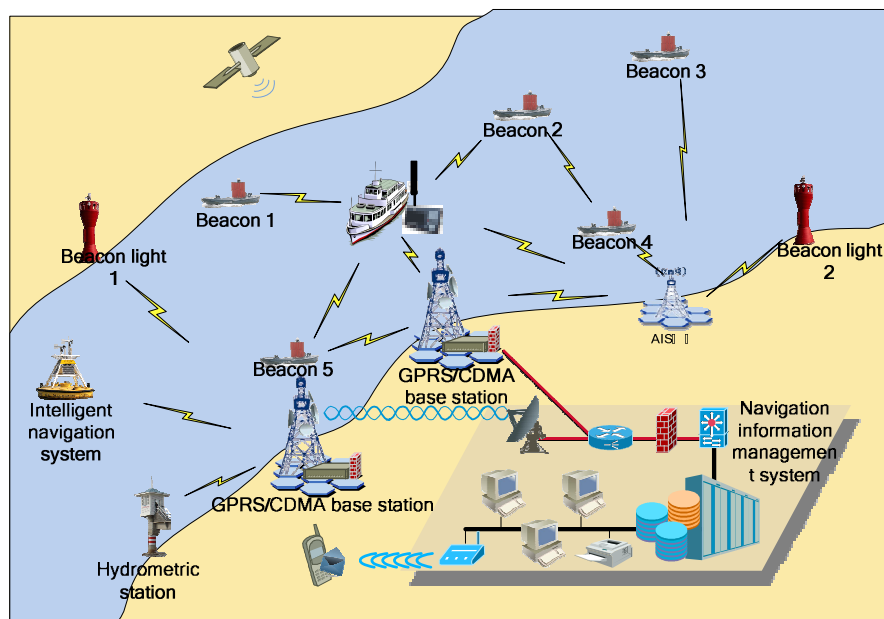 Beacon 3
Beacon 2
Beacon 1
Beacon 4
Beacon light
1
Beacon light
2
AIS
Beacon 5
GPRS/CDMA
base station
Intelligent
navigation
system
Navigation
information
managemen
t system
GPRS/CDMA base station
Hydrometric
station